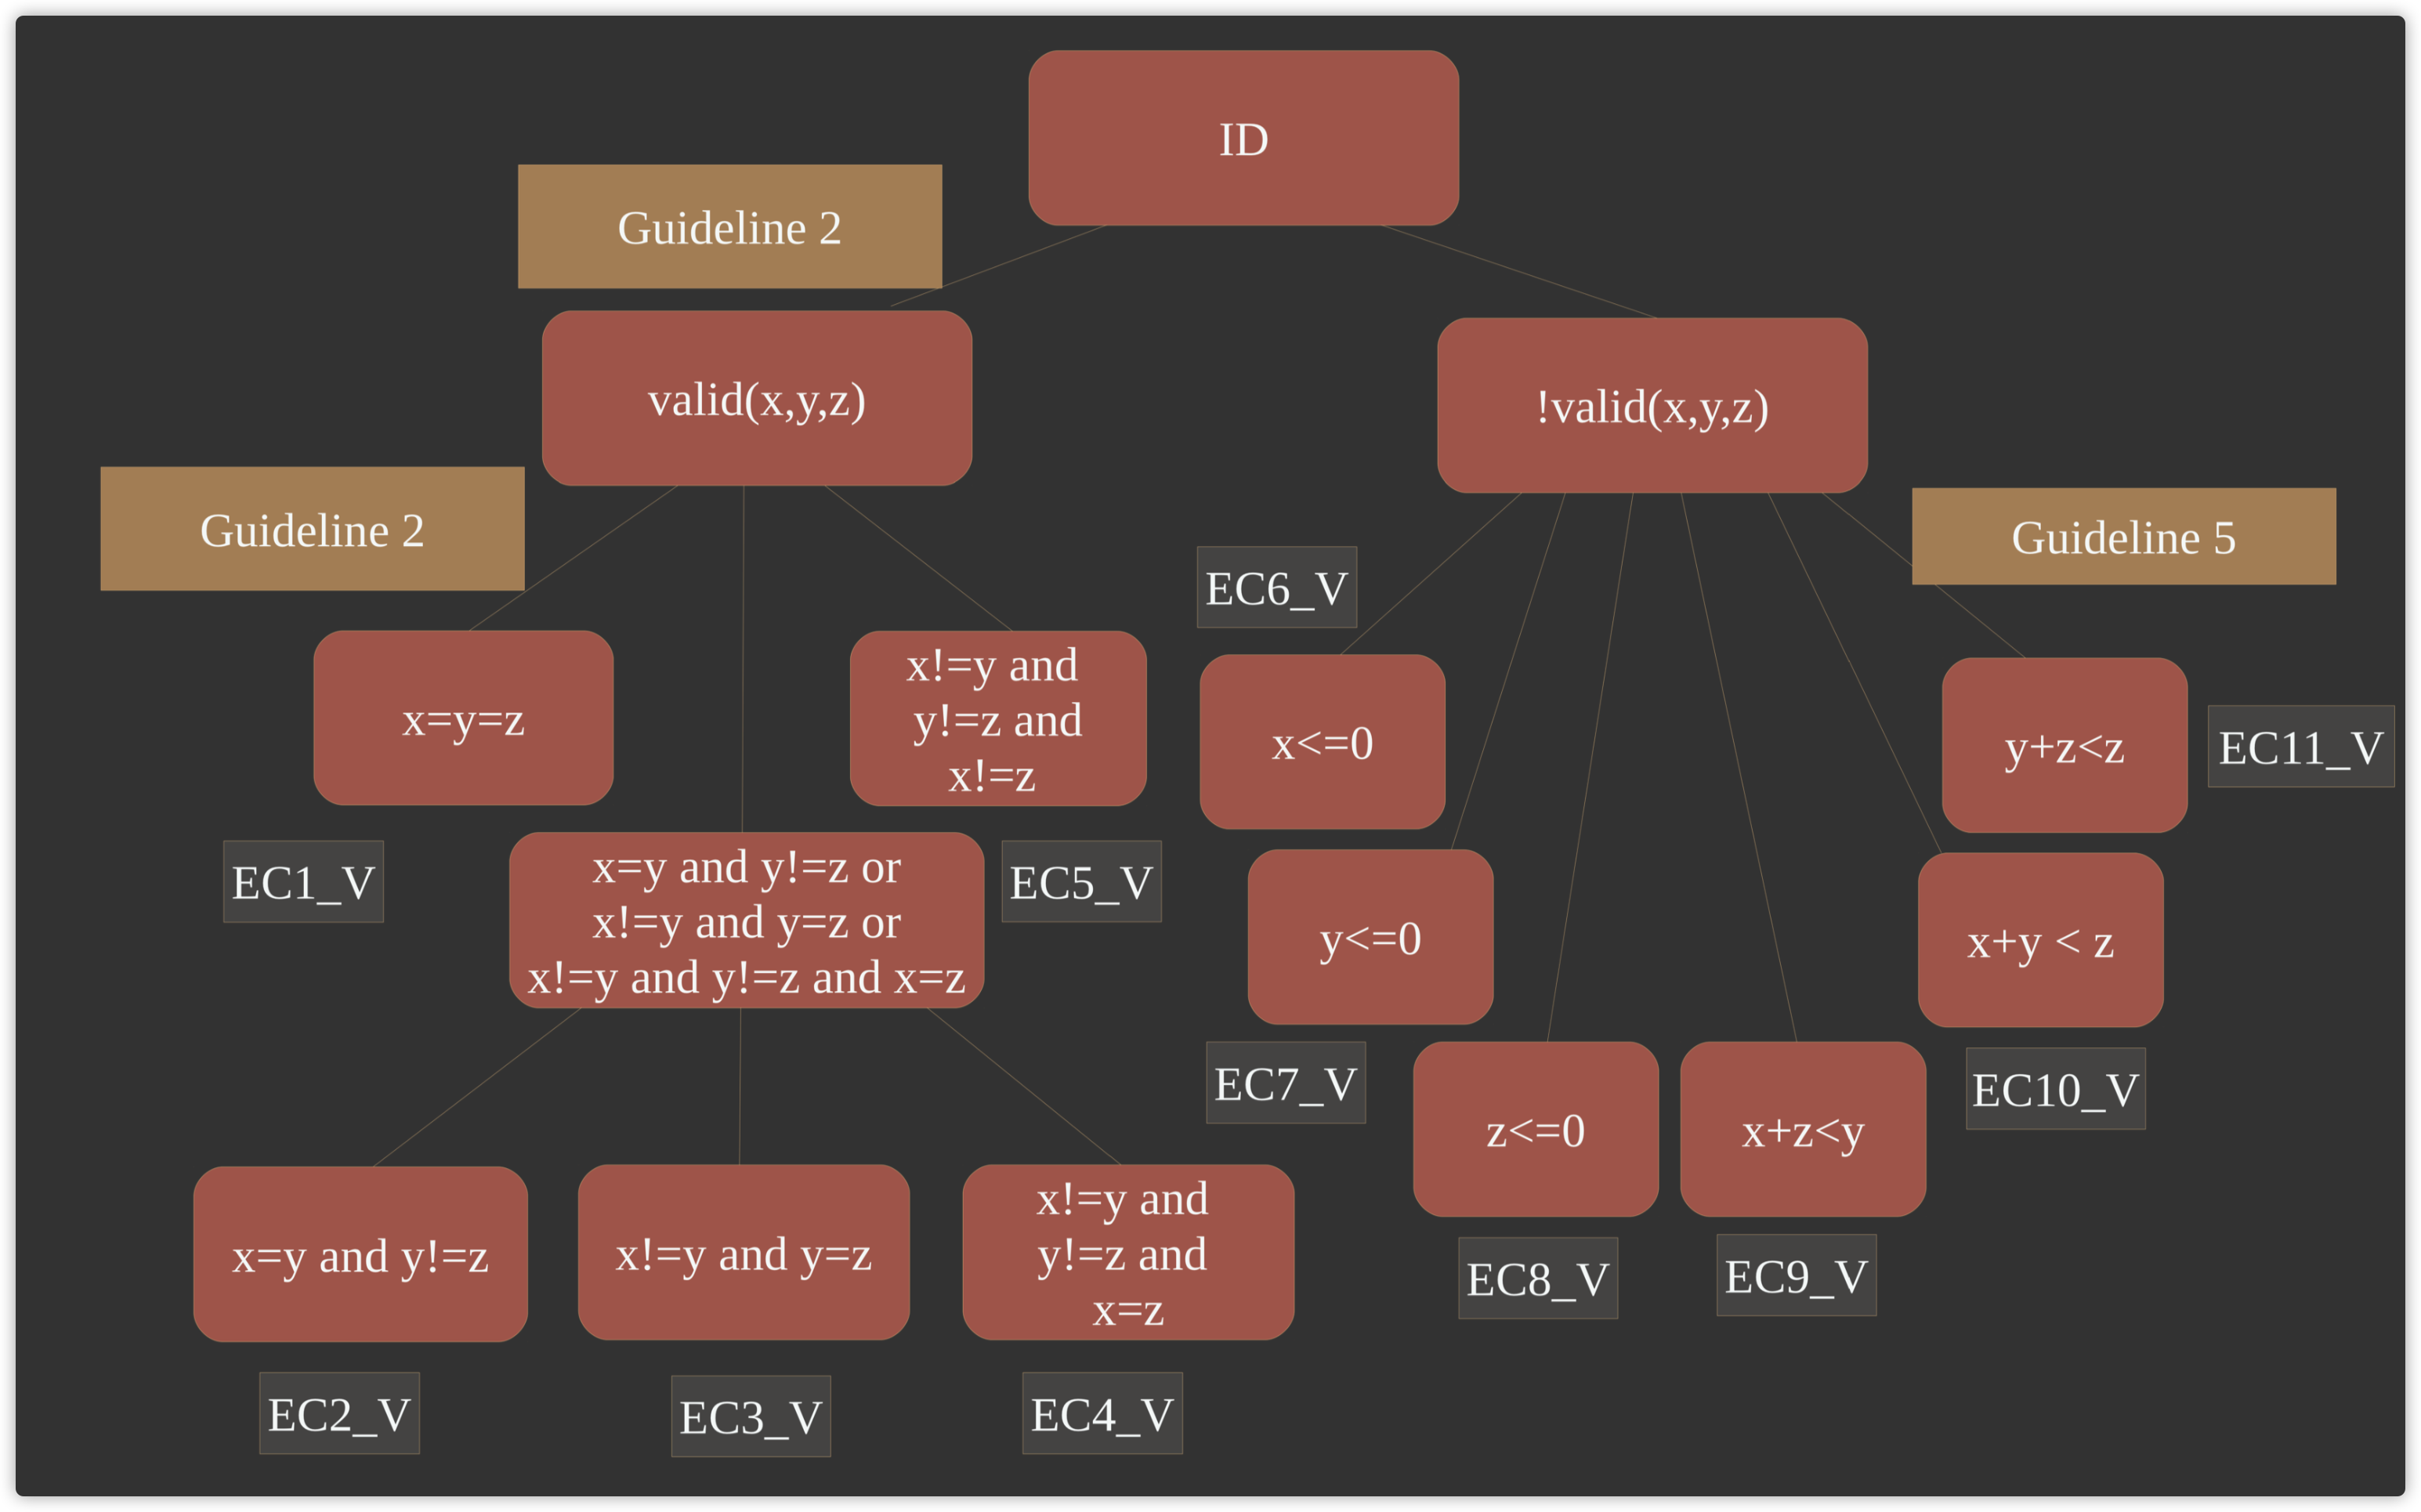 ID
Guideline 2
valid(x,y,z)
!valid(x,y,z)
Guideline 2
Guideline 5
EC6_V
x=y=z
x!=y and
y!=z and
x!=z
x<=0
y+z<z
EC11_V
EC1_V
x=y and y!=z or
x!=y and y=z or
x!=y and y!=z and x=z
EC5_V
y<=0
x+y < z
EC7_V
z<=0
x+z<y
EC10_V
x=y and y!=z
x!=y and y=z
x!=y and
y!=z and
x=z
EC8_V
EC9_V
EC2_V
EC3_V
EC4_V